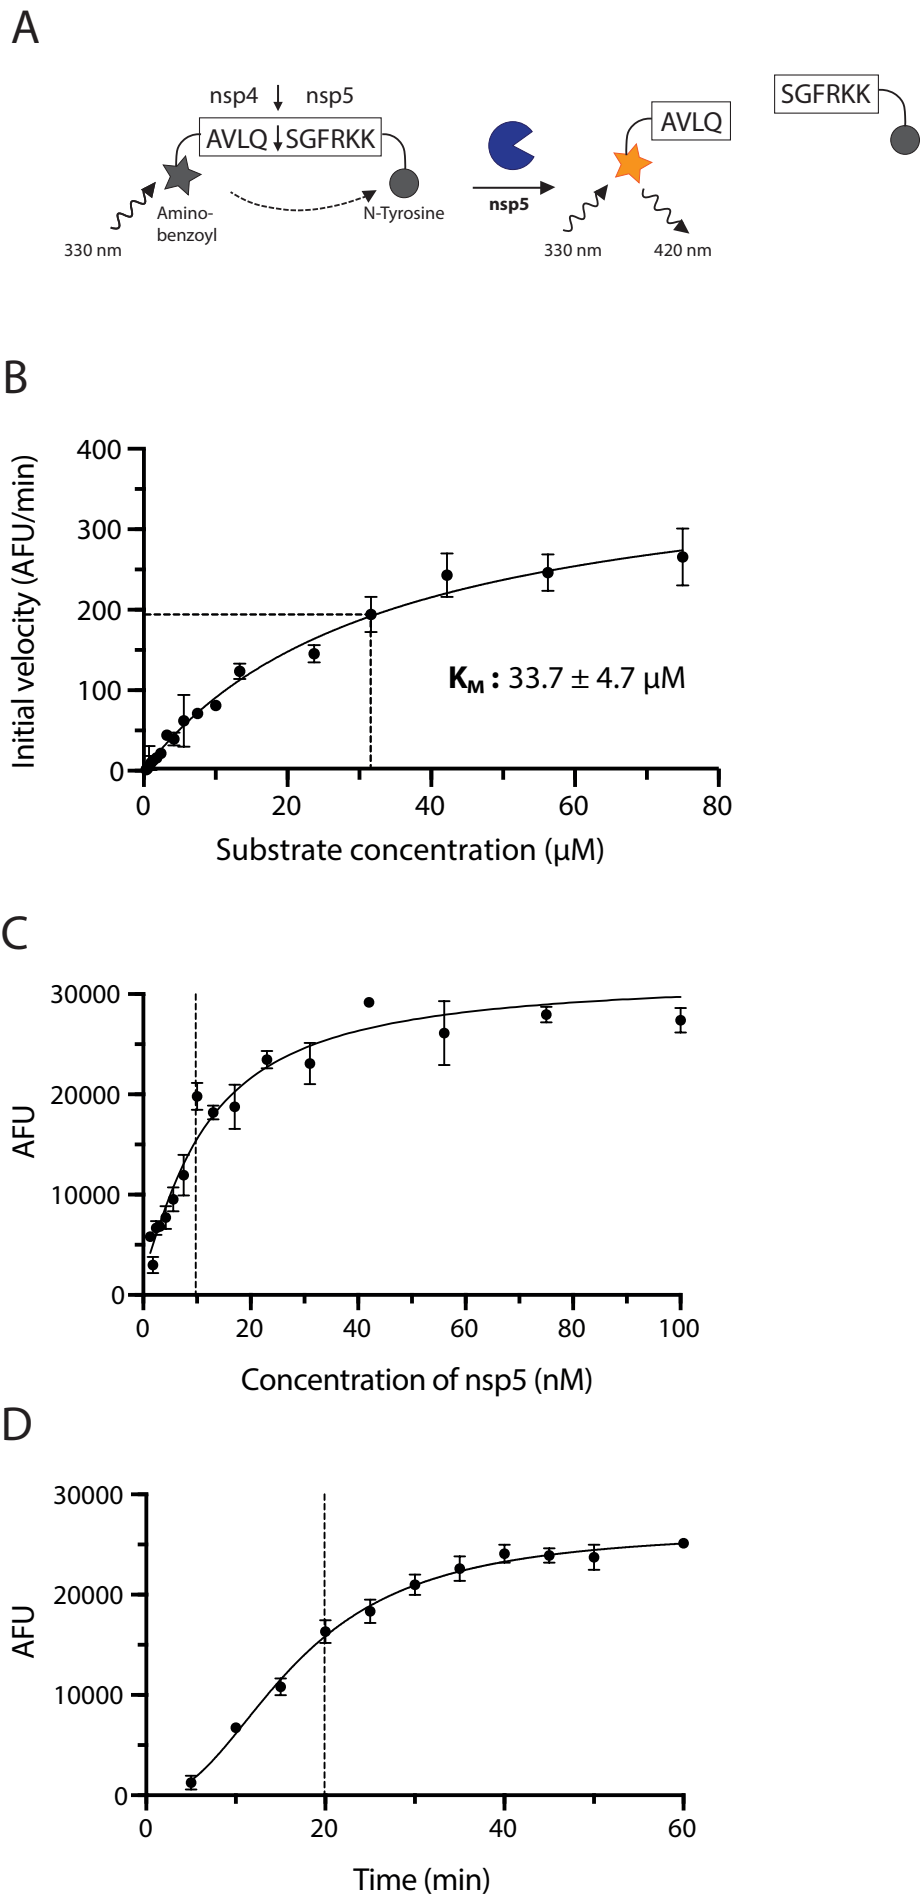 A
nsp4 ↓ nsp5
AVLQ↓SGFRKK
Amino-
benzoyl
N-Tyrosine
330 nm
nsp5
AVLQ
SGFRKK
330 nm
420 nm
B
Initial velocity (AFU/min)
400
300
200
100
0
KM : 33.7 ± 4.7 µM
0 20 40 60 80
Substrate concentration (µM)
C
AFU
30000
20000
10000
0
0 20 40 60 80 100
Concentration of nsp5 (nM)
D
AFU
30000
20000
10000
0
0 20 40 60
Time (min)